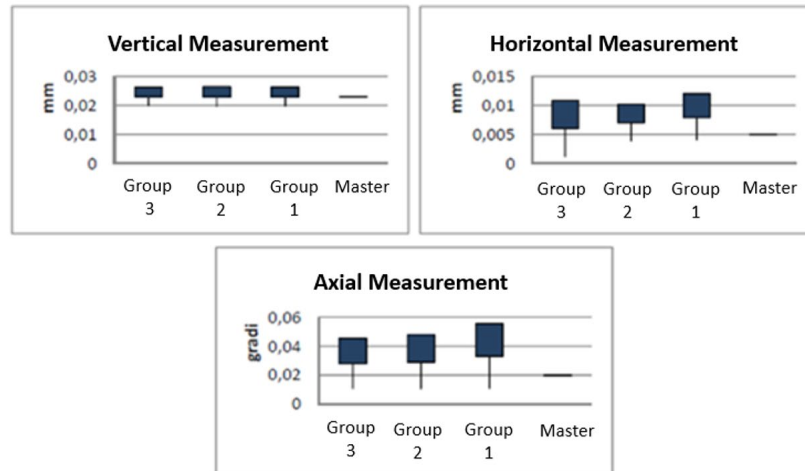 Vertical Measurement
mm
0,03
0,02
0,01
0
Group Group Group Master
3 2 1
Horizontal Measurement
mm
0,015
0,01
0,005
0
Group Group Group Master
3 2 1
Axial Measurement
gradi
0,06
0,04
0,02
0
Group Group Group Master
3 2 1